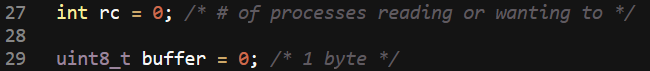 27 int rc = 0; /* # of processes reading or wanting to */
28
29 uint8_t buffer = 0; /* 1 byte */